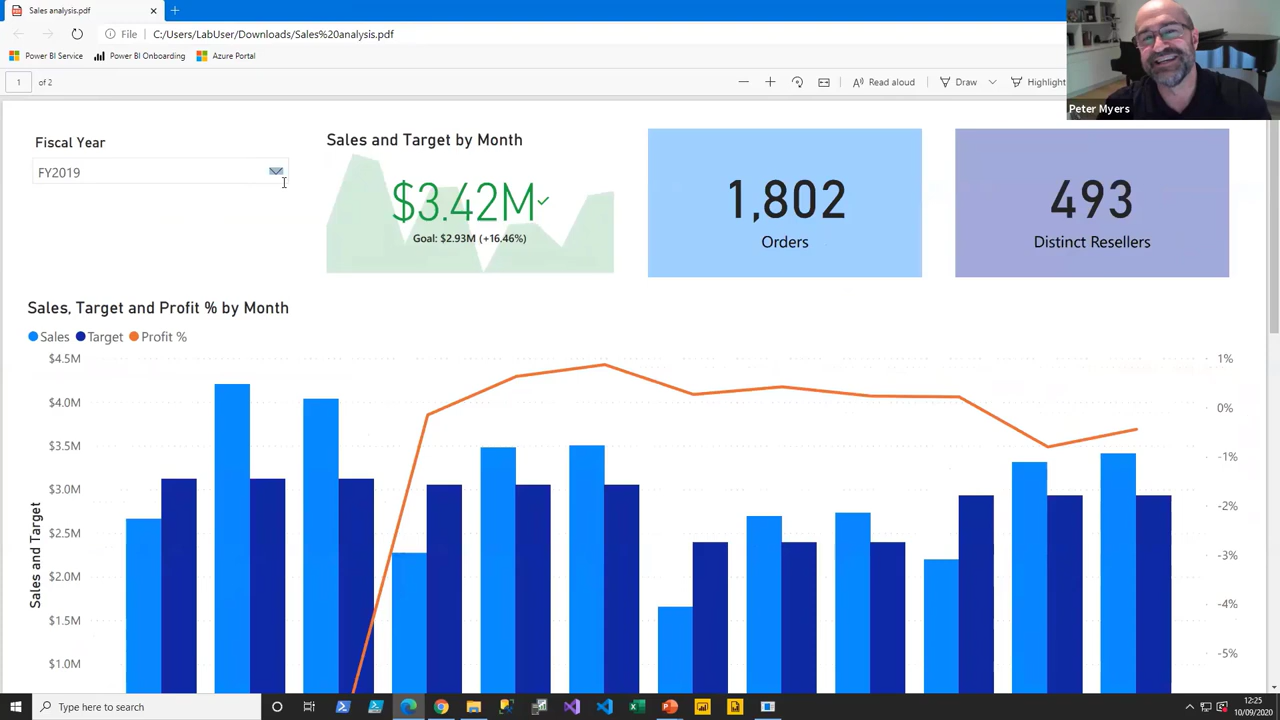 Sales analysis.pdf
File C:/Users/LabUser/Downloads/Sales%20analysis.pdf
Power BI Service Power BI Onboarding Azure Portal
1 of 2 Read aloud Draw Highlight
Peter Myers
Fiscal Year
FY2019
Sales and Target by Month
$3.42M
Goal: $2.93M (+16.46%)
1,802
Orders
493
Distinct Resellers
Sales, Target and Profit % by Month
Sales Target Profit %
$4.5M
$4.0M
$3.5M
$3.0M
$2.5M
$2.0M
$1.5M
$1.0M
Sales and Target
1%
0%
-1%
-2%
-3%
-4%
-5%
Type here to search
12:25
10/09/2020